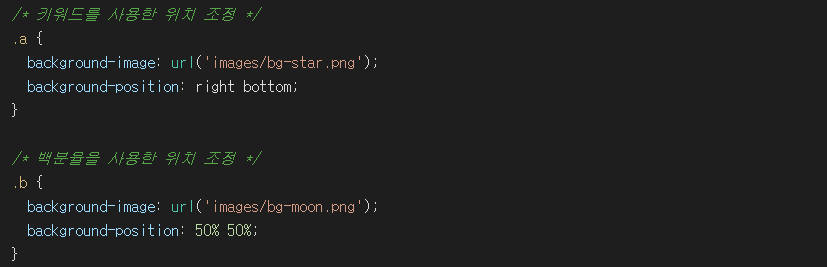 /* 키워드를 사용한 위치 조정 */
.a {
  background-image: url('images/bg-star.png');
  background-position: right bottom;
}

/* 백분율을 사용한 위치 조정 */
.b {
  background-image: url('images/bg-moon.png');
  background-position: 50% 50%;
}